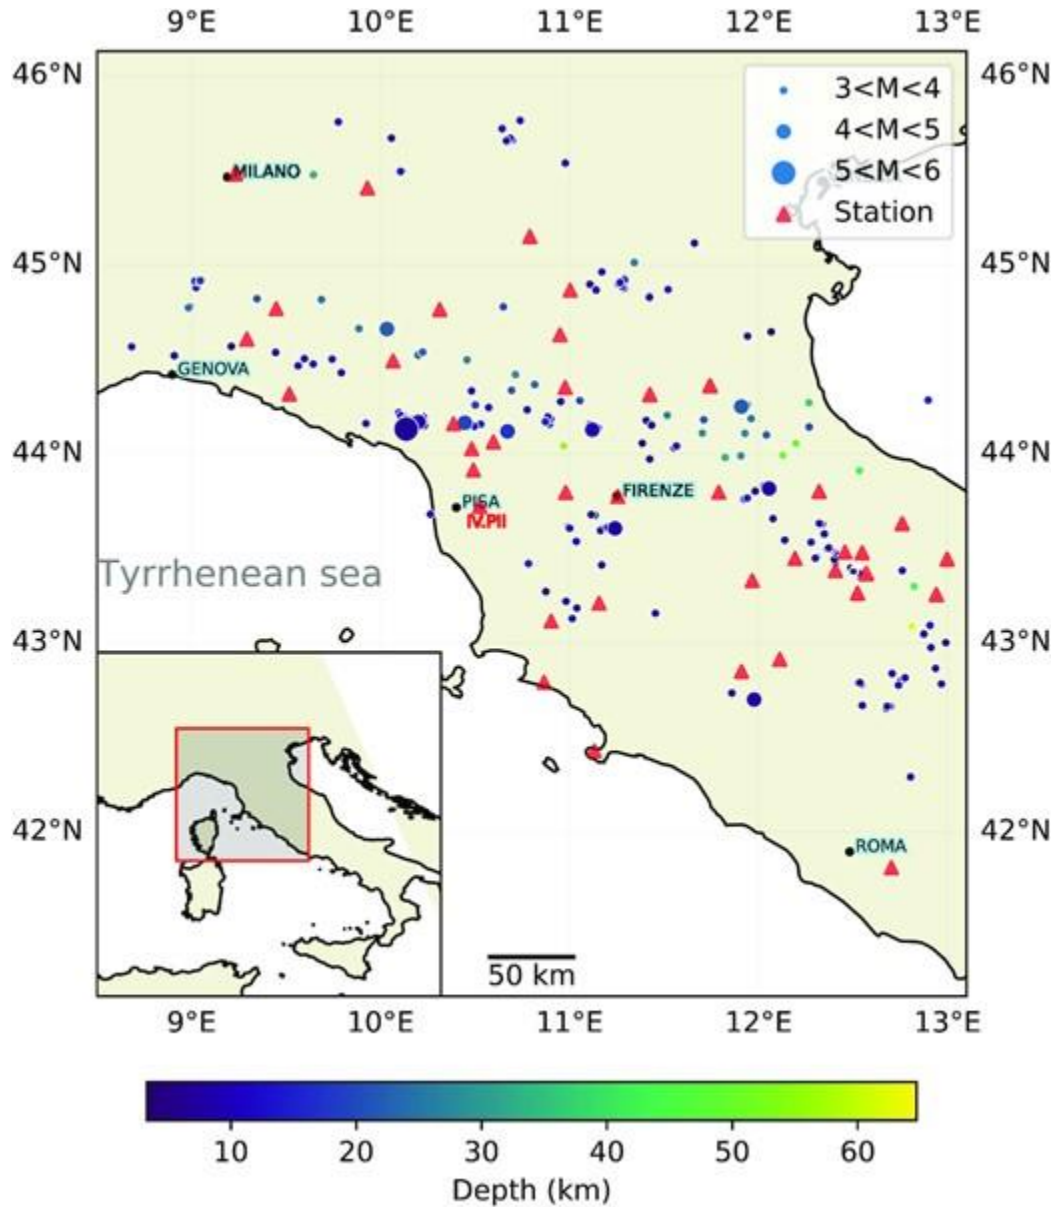 9°E 10°E 11°E 12°E 13°E
46°N 46°N
3<M<4
4<M<5
5<M<6
Station
MILANO
45°N 45°N
GENOVA
44°N 44°N
FIRENZE
PISA
IV.PII
Tyrrhenean sea
43°N 43°N
42°N 42°N
ROMA
50 km
9°E 10°E 11°E 12°E 13°E
10 20 30 40 50 60
Depth (km)